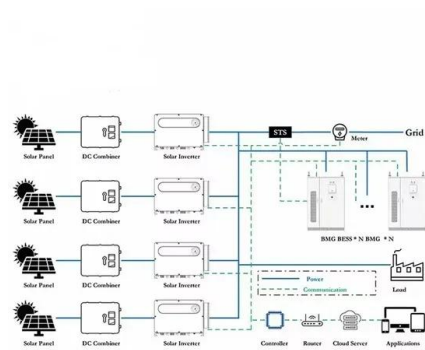 STS
Meter
Grid
Solar Panel DC Combiner Solar Inverter
Solar Panel DC Combiner Solar Inverter
BMG BESS * N BMG * N
Solar Panel DC Combiner Solar Inverter
Power
Communication
Load
Solar Panel DC Combiner Solar Inverter
Controller Router Cloud Server Applications